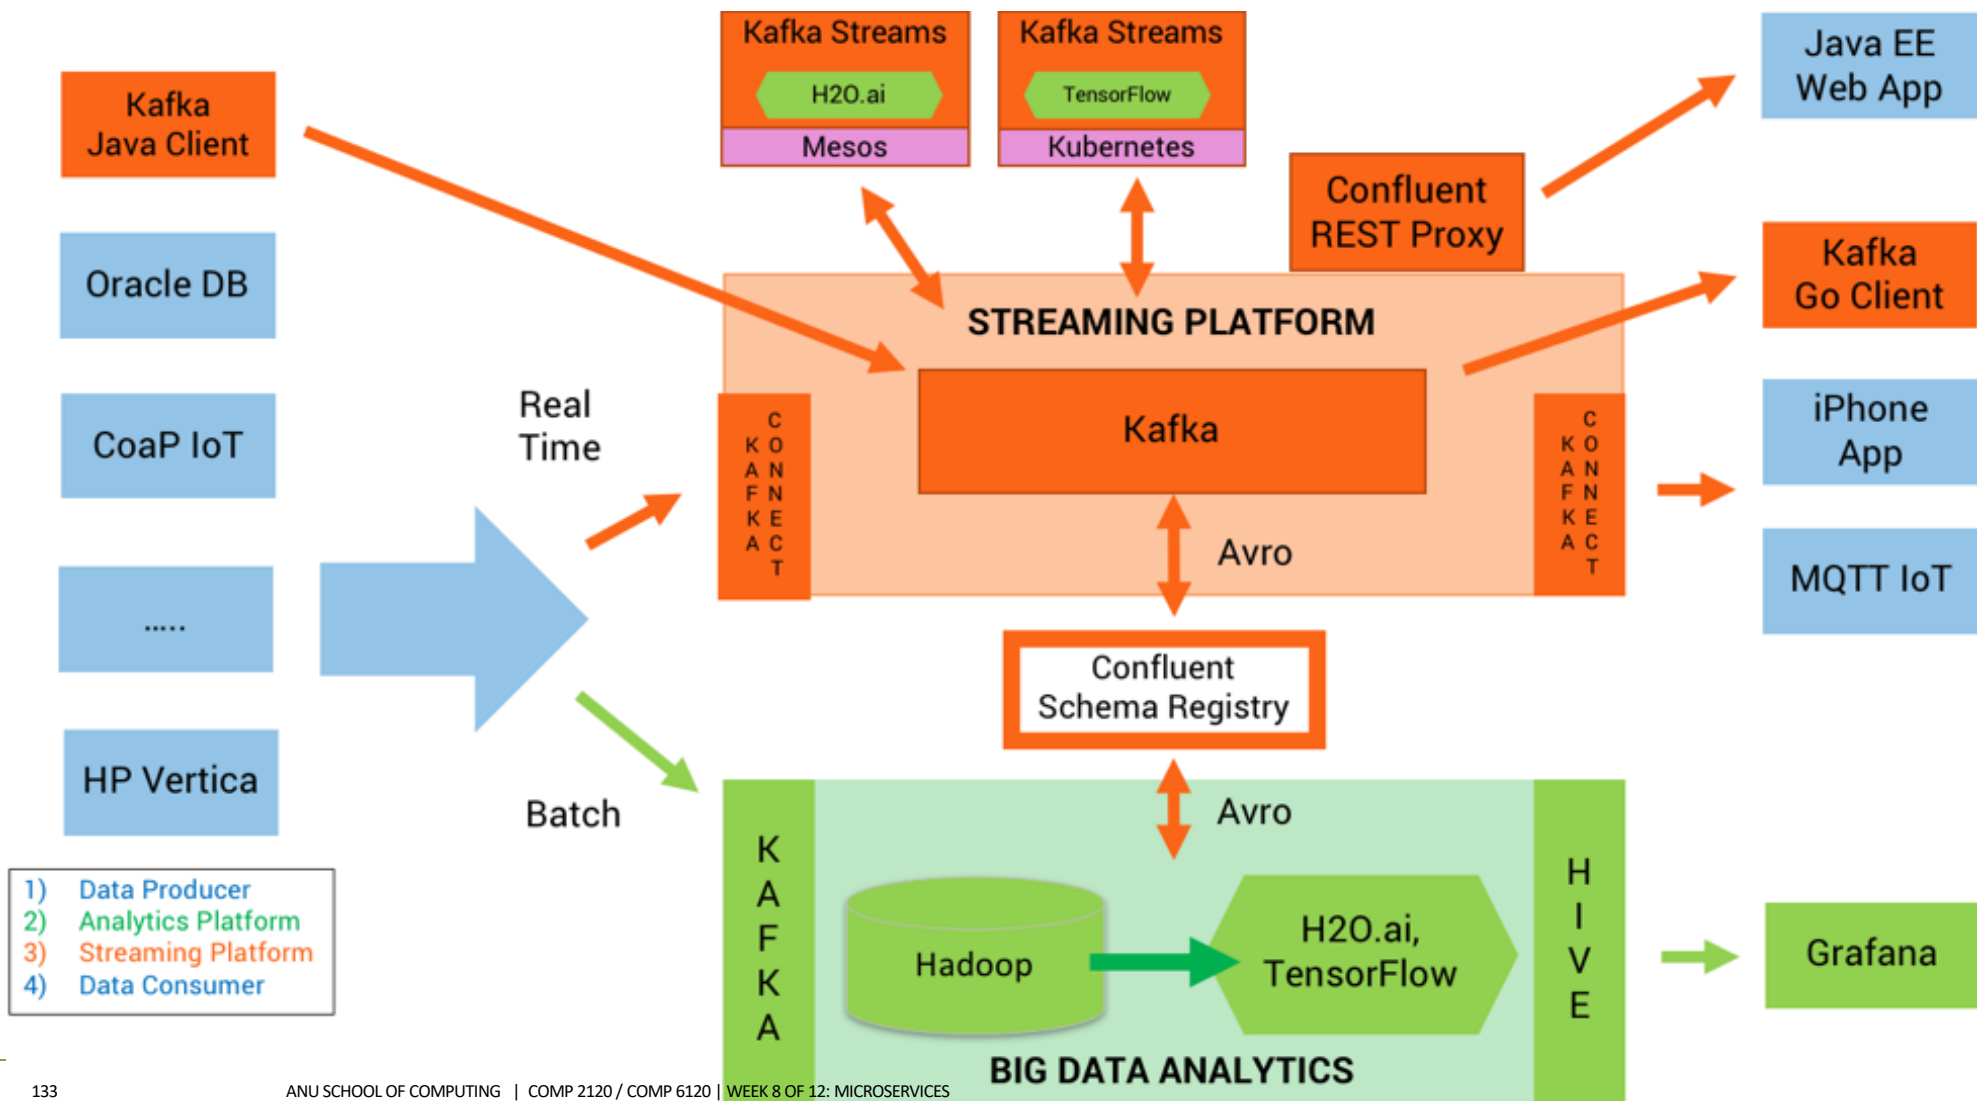 Kafka
Java Client
Oracle DB
CoaP IoT
.....
HP Vertica
1) Data Producer
2) Analytics Platform
3) Streaming Platform
4) Data Consumer
Real
Time
Batch
Kafka Streams
H2O.ai
Mesos
Kafka Streams
TensorFlow
Kubernetes
Confluent
REST Proxy
STREAMING PLATFORM
KAFKA
CONNECT
Kafka
KAFKA
CONNECT
Avro
Confluent
Schema Registry
Avro
KAFKA
Hadoop
H2O.ai,
TensorFlow
HIVE
BIG DATA ANALYTICS
Java EE
Web App
Kafka
Go Client
iPhone
App
MQTT IoT
Grafana
133 ANU SCHOOL OF COMPUTING | COMP 2120 / COMP 6120 | WEEK 8 OF 12: MICROSERVICES